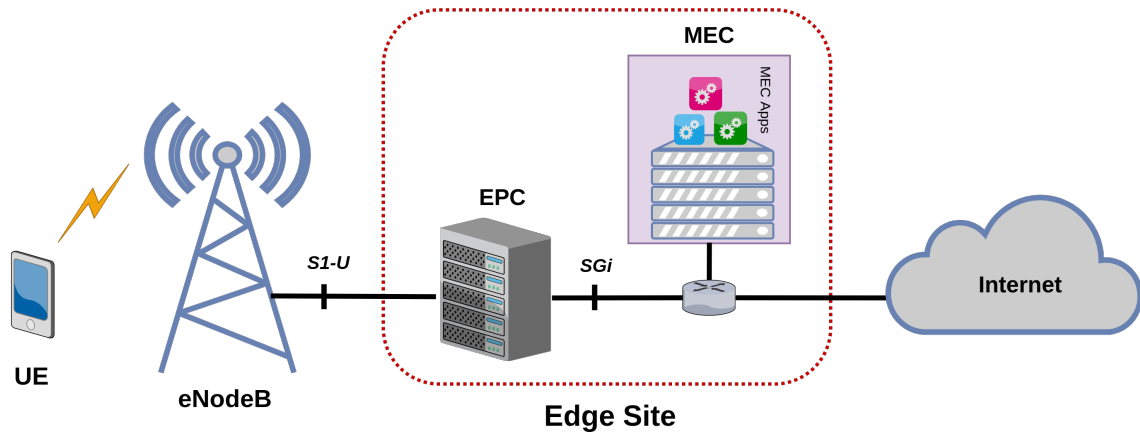 MEC
MEC Apps
EPC
S1-U
SGi
Internet
UE
eNodeB
Edge Site